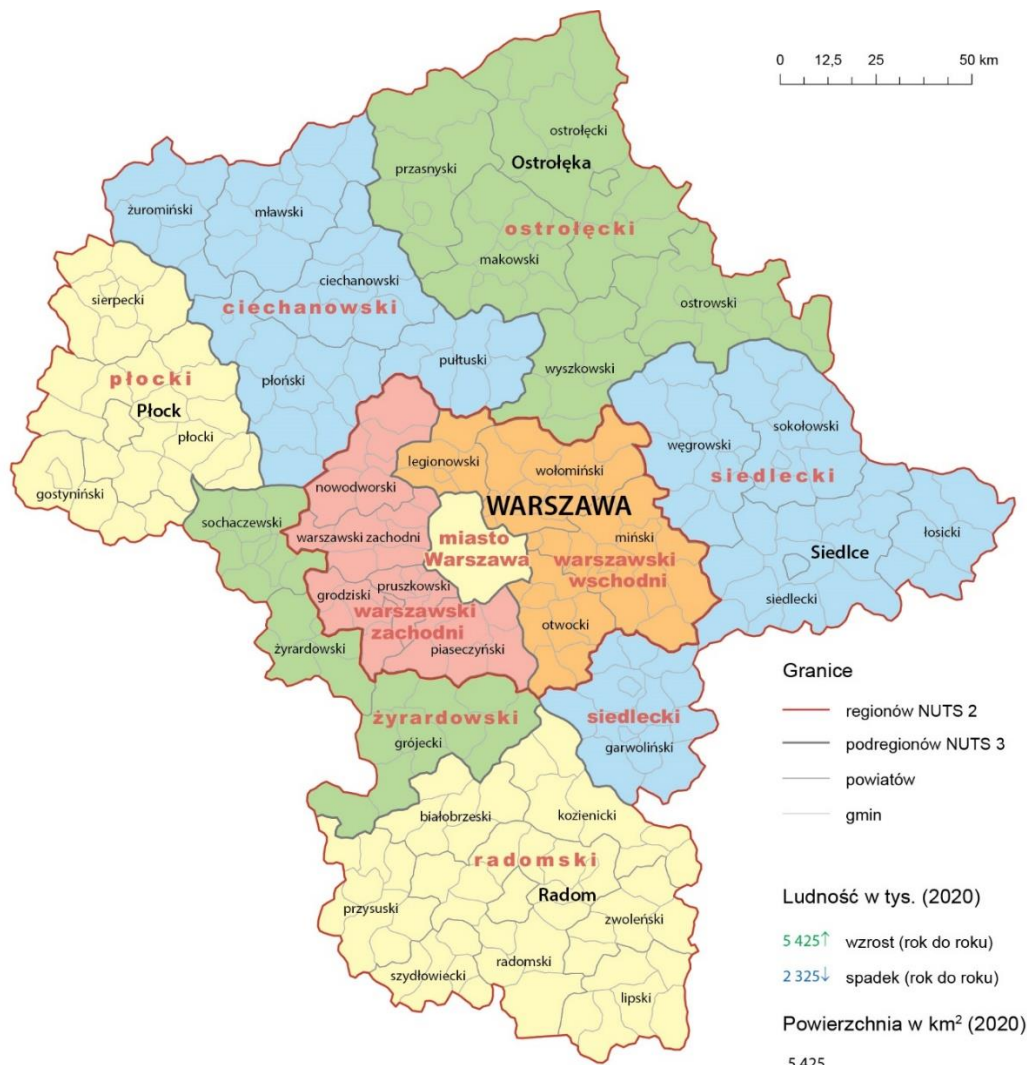 0 12,5 25 50 km
ostrołęcki
Ostrołęka
przasnyski
ostrołęcki
makowski
ostrowski
wyszkowski
żuromiński
mławski
ciechanowski
ciechanowski
pułtuski
płoński
sierpecki
płocki
Płock
płocki
gostyniński
sokołowski
węgrowski
siedlecki
łosicki
Siedlce
siedlecki
legionowski
wołomiński
WARSZAWA
miński
warszawski
wschodni
otwocki
miasto
Warszawa
nowodworski
warszawski zachodni
pruszkowski
grodziski
warszawski
zachodni
piaseczyński
sochaczewski
żyrardowski
żyrardowski
grójecki
siedlecki
garwoliński
białobrzeski
kozienicki
radomski
Radom
przysuski
zwoleński
radomski
szydłowiecki
lipski
Granice
regionów NUTS 2
podregionów NUTS 3
powiatów
gmin
Ludność w tys. (2020)
5 425↑ wzrost (rok do roku)
2 325↓ spadek (rok do roku)
Powierzchnia w km² (2020)
5 425